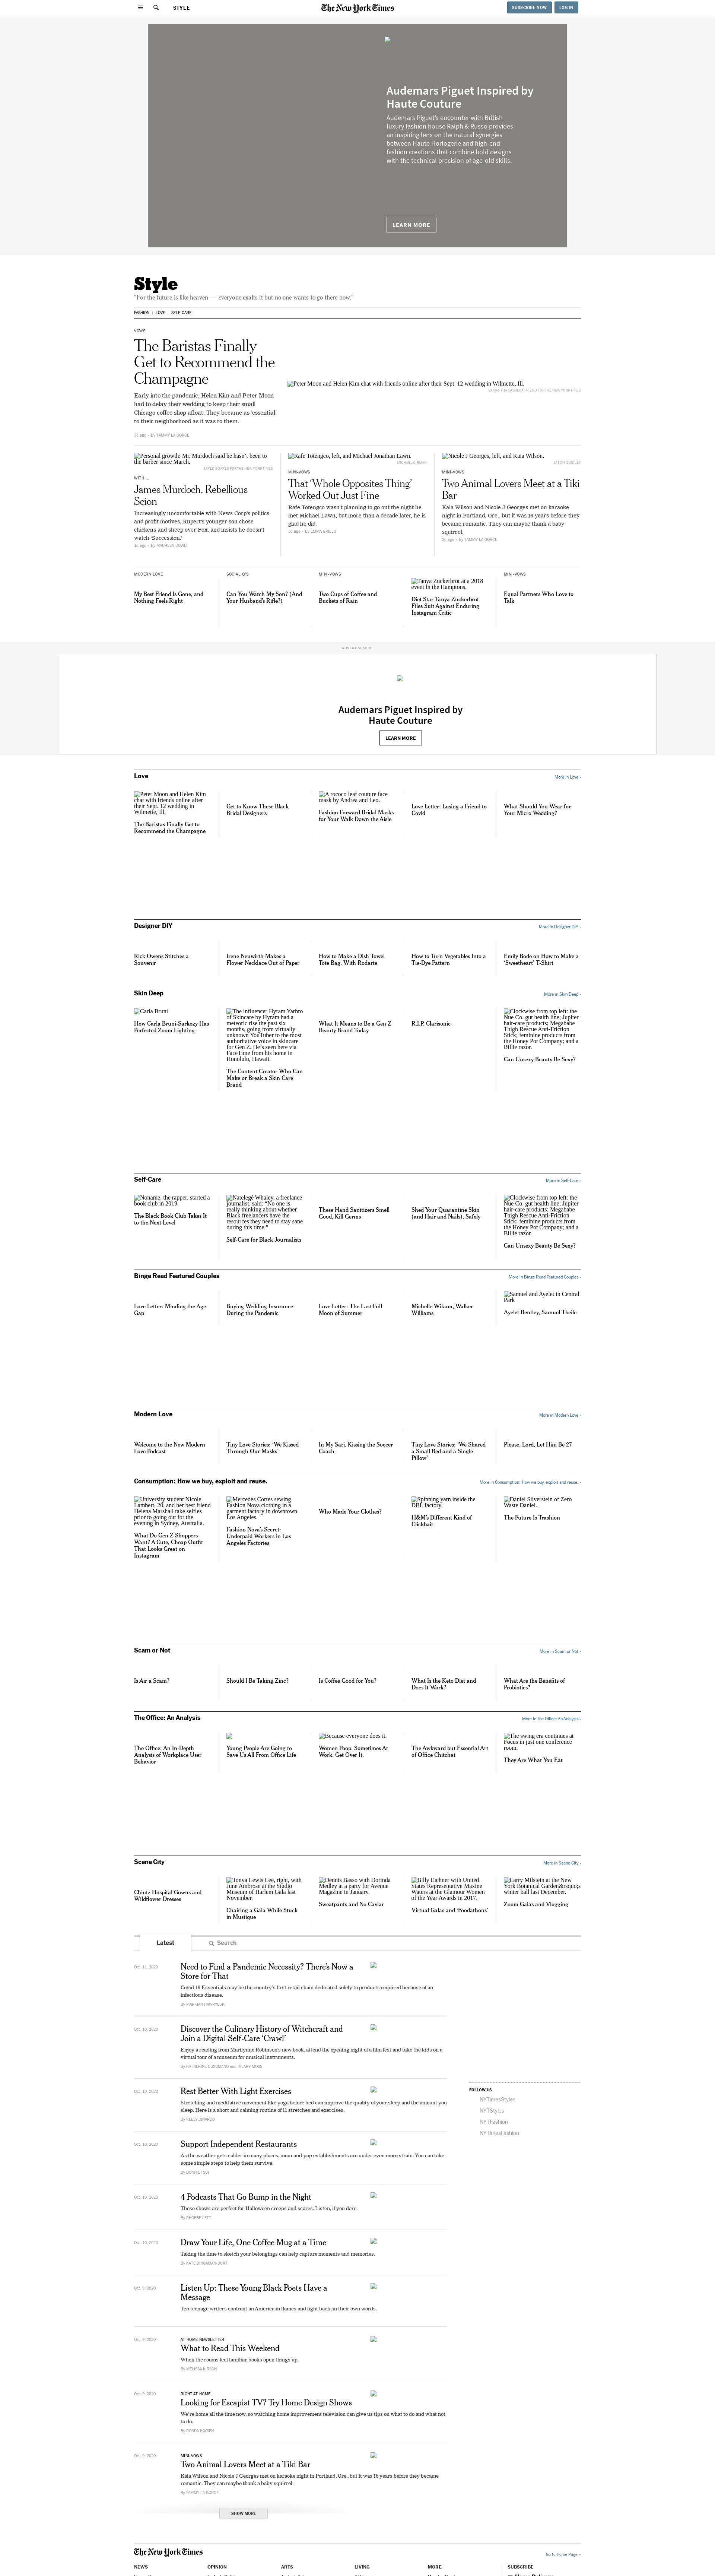 STYLE
The New York Times
SUBSCRIBE NOW
LOG IN
Audemars Piguet Inspired by
Haute Couture
Audemars Piguet's encounter with British
luxury fashion house Ralph & Russo provides
an inspiring lens on the natural synergies
between Haute Horlogerie and high-end
fashion creations that combine bold designs
with the technical precision of age-old skills.
LEARN MORE
Style
"For the future is like heaven — everyone exalts it but no one wants to go there now."
FASHION
LOVE
SELF-CARE
VOWS
The Baristas Finally
Get to Recommend the
Champagne
Early into the pandemic, Helen Kim and Peter Moon
had to delay their wedding to keep their small
Chicago coffee shop afloat. They became as 'essential'
to their neighborhood as it was to them.
3d ago · By TAMMY LA GORCE
Peter Moon and Helen Kim chat with friends online after their Sept. 12 wedding in Wilmette, Ill.
Personal growth: Mr. Murdoch said he hasn't been to
the barber since March.
WITH ...
James Murdoch, Rebellious
Scion
Increasingly uncomfortable with News Corp's politics
and profit motives, Rupert's younger son chose
chickens and sheep over Fox, and insists he doesn't
watch 'Succession.'
1d ago · By MAUREEN DOWD
Rafe Totengco, left, and Michael Jonathan Lawn.
MINI-VOWS
That 'Whole Opposites Thing'
Worked Out Just Fine
Rafe Totengco wasn't planning to go out the night he
met Michael Lawn, but more than a decade later, he is
glad he did.
3d ago · By EMMA GRILLO
Nicole J Georges, left, and Kaia Wilson.
MINI-VOWS
Two Animal Lovers Meet at a Tiki
Bar
Kaia Wilson and Nicole J Georges met on karaoke
night in Portland, Ore., but it was 16 years before they
became romantic. They can maybe thank a baby
squirrel.
3d ago · By TAMMY LA GORCE
MODERN LOVE
My Best Friend Is Gone, and
Nothing Feels Right
SOCIAL Q'S
Can You Watch My Son? (And
Your Husband's Rifle?)
MINI-VOWS
Two Cups of Coffee and
Buckets of Rain
Tanya Zuckerbrot at a 2018
event in the Hamptons.
Diet Star Tanya Zuckerbrot
Files Suit Against Enduring
Instagram Critic
MINI-VOWS
Equal Partners Who Love to
Talk
ADVERTISEMENT
Audemars Piguet Inspired by
Haute Couture
LEARN MORE
Love
More in Love ›
Peter Moon and Helen Kim
chat with friends online after
their Sept. 12 wedding in
Wilmette, Ill.
The Baristas Finally Get to
Recommend the Champagne
Get to Know These Black
Bridal Designers
A rococo leaf couture face
mask by Andrea and Leo.
Fashion Forward Bridal Masks
for Your Walk Down the Aisle
Love Letter: Losing a Friend to
Covid
What Should You Wear for
Your Micro Wedding?
Designer DIY
More in Designer DIY ›
Rick Owens Stitches a
Souvenir
Irene Neuwirth Makes a
Flower Necklace Out of Paper
How to Make a Dish Towel
Tote Bag, With Rodarte
How to Turn Vegetables Into a
Tie-Dye Pattern
Emily Bode on How to Make a
'Sweetheart' T-Shirt
Skin Deep
More in Skin Deep ›
Carla Bruni
How Carla Bruni-Sarkozy Has
Perfected Zoom Lighting
The influencer Hyram Yarbro
of Skincare by Hyram had a
meteoric rise the past six
months, going from virtually
unknown YouTuber to the most
authoritative voice in skincare
for Gen Z. He's seen here via
FaceTime from his home in
Honolulu, Hawaii.
The Content Creator Who Can
Make or Break a Skin Care
Brand
What It Means to Be a Gen Z
Beauty Brand Today
R.I.P. Clarisonic
Clockwise from top left: the
Nue Co. gut health line; Jupiter
hair-care products; Megababe
Thigh Rescue Anti-Friction
Stick; feminine products from
the Honey Pot Company; and a
Billie razor.
Can Unsexy Beauty Be Sexy?
Self-Care
More in Self-Care ›
Noname, the rapper, started a
book club in 2019.
The Black Book Club Takes It
to the Next Level
Natelegé Whaley, a freelance
journalist, said: "No one is
really thinking about whether
Black freelancers have the
resources they need to stay sane
during this time."
Self-Care for Black Journalists
These Hand Sanitizers Smell
Good, Kill Germs
Shed Your Quarantine Skin
(and Hair and Nails), Safely
Clockwise from top left: the
Nue Co. gut health line; Jupiter
hair-care products; Megababe
Thigh Rescue Anti-Friction
Stick; feminine products from
the Honey Pot Company; and a
Billie razor.
Can Unsexy Beauty Be Sexy?
Binge Read Featured Couples
More in Binge Read Featured Couples ›
Love Letter: Minding the Age
Gap
Buying Wedding Insurance
During the Pandemic
Love Letter: The Last Full
Moon of Summer
Michelle Wikum, Walker
Williams
Samuel and Ayelet in Central
Park
Ayelet Bentley, Samuel Tbeile
Modern Love
More in Modern Love ›
Welcome to the New Modern
Love Podcast
Tiny Love Stories: 'We Kissed
Through Our Masks'
In My Sari, Kissing the Soccer
Coach
Tiny Love Stories: 'We Shared
a Small Bed and a Single
Pillow'
Please, Lord, Let Him Be 27
Consumption: How we buy, exploit and reuse.
More in Consumption: How we buy, exploit and reuse. ›
University student Nicole
Lambert, 20, and her best friend
Helena Marshall take selfies
prior to going out for the
evening in Sydney, Australia.
What Do Gen Z Shoppers
Want? A Cute, Cheap Outfit
That Looks Great on
Instagram
Mercedes Cortes sewing
Fashion Nova clothing in a
garment factory in downtown
Los Angeles.
Fashion Nova's Secret:
Underpaid Workers in Los
Angeles Factories
Who Made Your Clothes?
Spinning yarn inside the
DBL factory.
H&M's Different Kind of
Clickbait
Daniel Silverstein of Zero
Waste Daniel.
The Future Is Trashion
Scam or Not
More in Scam or Not ›
Is Air a Scam?
Should I Be Taking Zinc?
Is Coffee Good for You?
What Is the Keto Diet and
Does It Work?
What Are the Benefits of
Probiotics?
The Office: An Analysis
More in The Office: An Analysis ›
The Office: An In-Depth
Analysis of Workplace User
Behavior
Young People Are Going to
Save Us All From Office Life
Because everyone does it.
Women Poop. Sometimes At
Work. Get Over It.
The Awkward but Essential Art
of Office Chitchat
The swing era continues at
Focus in just one conference
room.
They Are What You Eat
Scene City
More in Scene City ›
Chintz Hospital Gowns and
Wildflower Dresses
Tonya Lewis Lee, right, with
June Ambrose at the Studio
Museum of Harlem Gala last
November.
Chairing a Gala While Stuck
in Mustique
Dennis Basso with Dorinda
Medley at a party for Avenue
Magazine in January.
Sweatpants and No Caviar
Billy Eichner with United
States Representative Maxine
Waters at the Glamour Women
of the Year Awards in 2017.
Virtual Galas and 'Foodathons'
Larry Milstein at the New
York Botanical Garden&rsquo;s
winter ball last December.
Zoom Galas and Vlogging
Latest
Search
Oct. 11, 2020
Need to Find a Pandemic Necessity? There's Now a
Store for That
Covid-19 Essentials may be the country's first retail chain dedicated solely to products required because of an
infectious disease.
Oct. 10, 2020
Discover the Culinary History of Witchcraft and
Join a Digital Self-Care 'Crawl'
Enjoy a reading from Marilynne Robinson's new book, attend the opening night of a film fest and take the kids on a
virtual tour of a museum for musical instruments.
Oct. 10, 2020
Rest Better With Light Exercises
Stretching and meditative movement like yoga before bed can improve the quality of your sleep and the amount you
sleep. Here is a short and calming routine of 11 stretches and exercises.
By KELLY DINARDO
Oct. 10, 2020
Support Independent Restaurants
As the weather gets colder in many places, mom-and-pop establishments are under even more strain. You can take
some simple steps to help them survive.
By BONNIE TSUI
Oct. 10, 2020
4 Podcasts That Go Bump in the Night
These shows are perfect for Halloween creeps and scares. Listen, if you dare.
By PHOEBE LETT
Oct. 10, 2020
Draw Your Life, One Coffee Mug at a Time
Taking the time to sketch your belongings can help capture moments and memories.
Oct. 9, 2020
Listen Up: These Young Black Poets Have a
Message
Ten teenage writers confront an America in flames and fight back, in their own words.
Oct. 9, 2020
AT HOME NEWSLETTER
What to Read This Weekend
When the rooms feel familiar, books open things up.
By MELISSA KIRSCH
Oct. 9, 2020
RIGHT AT HOME
Looking for Escapist TV? Try Home Design Shows
We're home all the time now, so watching home improvement television can give us tips on what to do and what not
to do.
By RONDA KAYSEN
Oct. 9, 2020
MINI-VOWS
Two Animal Lovers Meet at a Tiki Bar
Kaia Wilson and Nicole J Georges met on karaoke night in Portland, Ore., but it was 16 years before they became
romantic. They can maybe thank a baby squirrel.
By TAMMY LA GORCE
SHOW MORE
FOLLOW US
NYTimesStyles
NYTStyles
NYTFashion
NYTimesFashion
The New York Times
Go to Home Page »
NEWS
OPINION
ARTS
LIVING
MORE
SUBSCRIBE